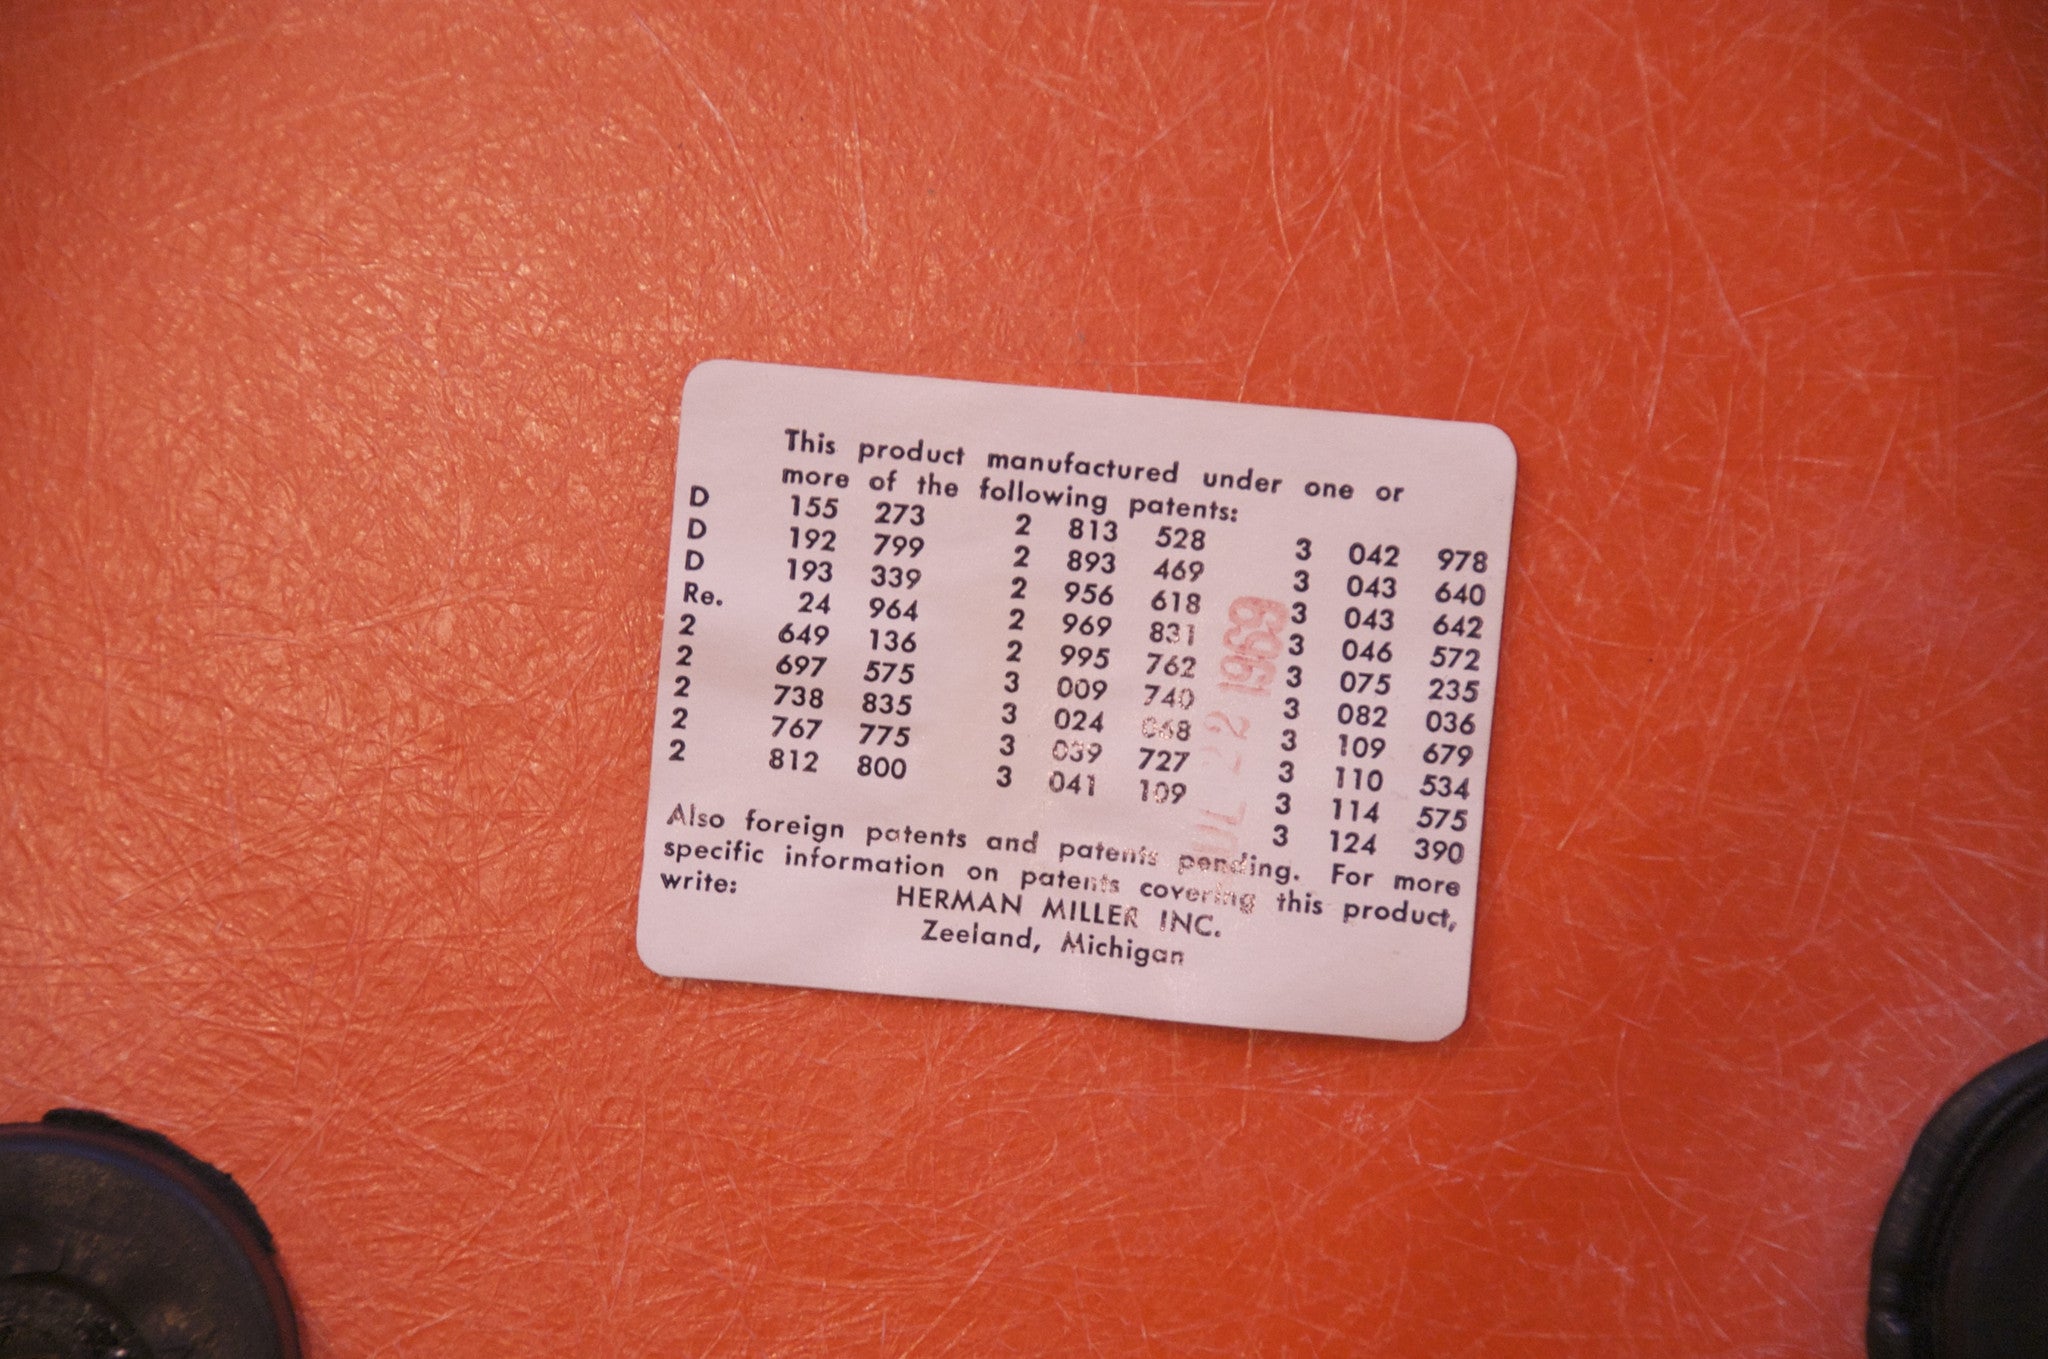 This product manufactured under one or
more of the following patents:
D 155 273 2 813 528 3 042 978
D 192 799 2 893 469 3 043 640
D 193 339 2 956 618 3 043 642
Re. 24 964 2 969 831 3 046 572
2 649 136 2 995 762 3 075 235
2 697 575 3 009 740 3 082 036
2 738 835 3 024 068 3 109 679
2 767 775 3 039 727 3 110 534
2 812 800 3 041 109 3 114 575
3 124 390
Also foreign patents and patents pending. For more
specific information on patents covering this product,
write: HERMAN MILLER INC.
Zeeland, Michigan
JUL 22 1969